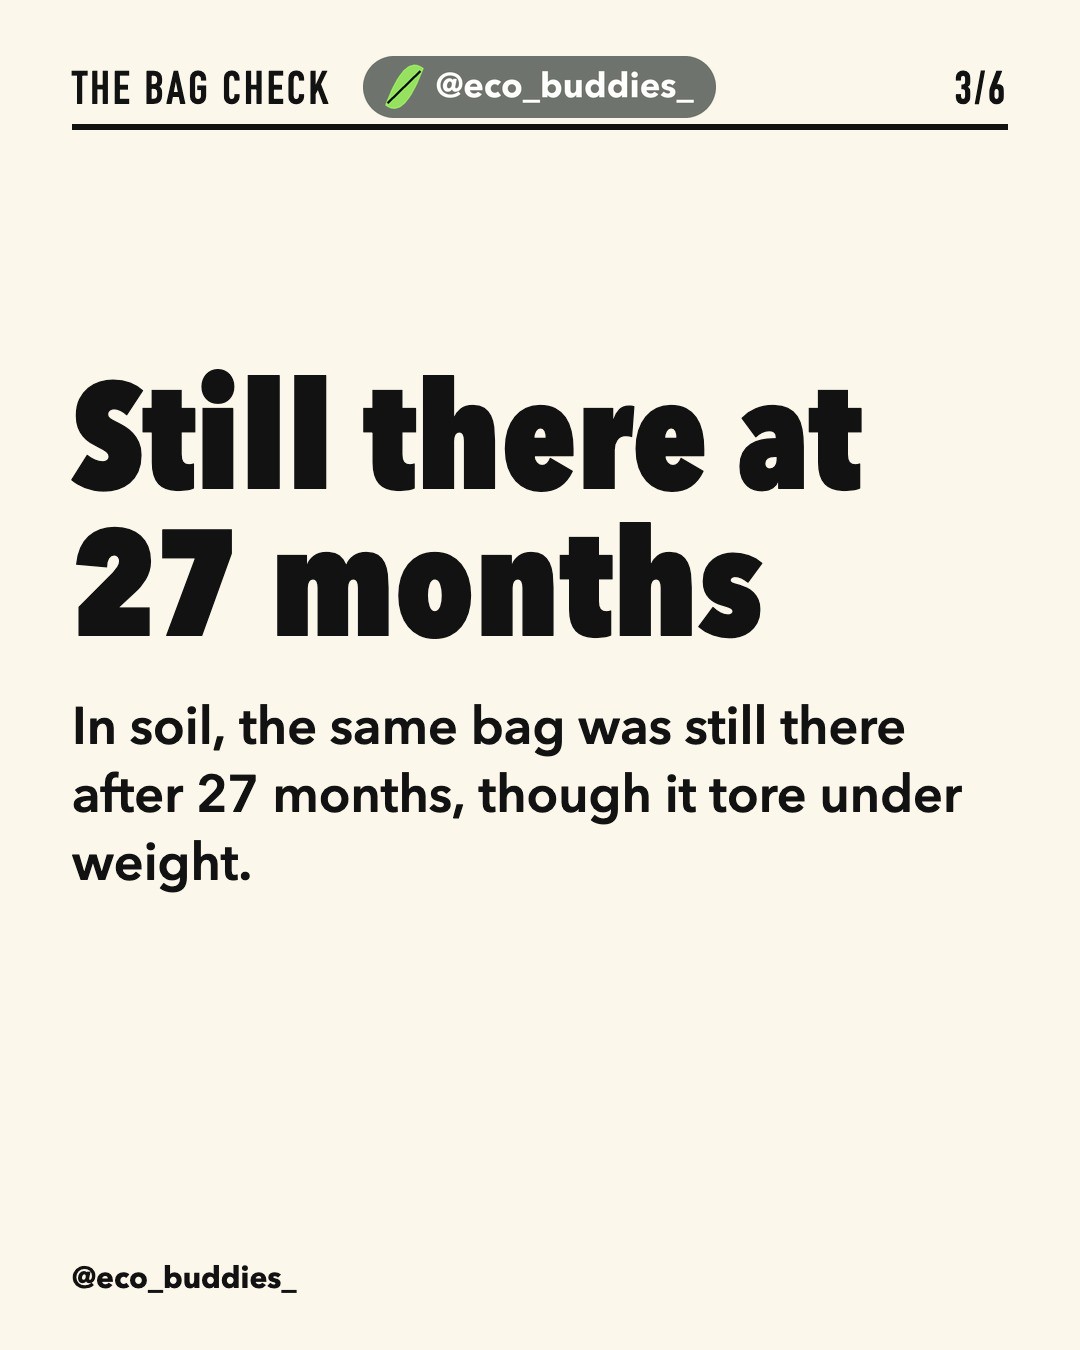 THE BAG CHECK
@eco_buddies_
3/6
Still there at
27 months
In soil, the same bag was still there
after 27 months, though it tore under
weight.
@eco_buddies_